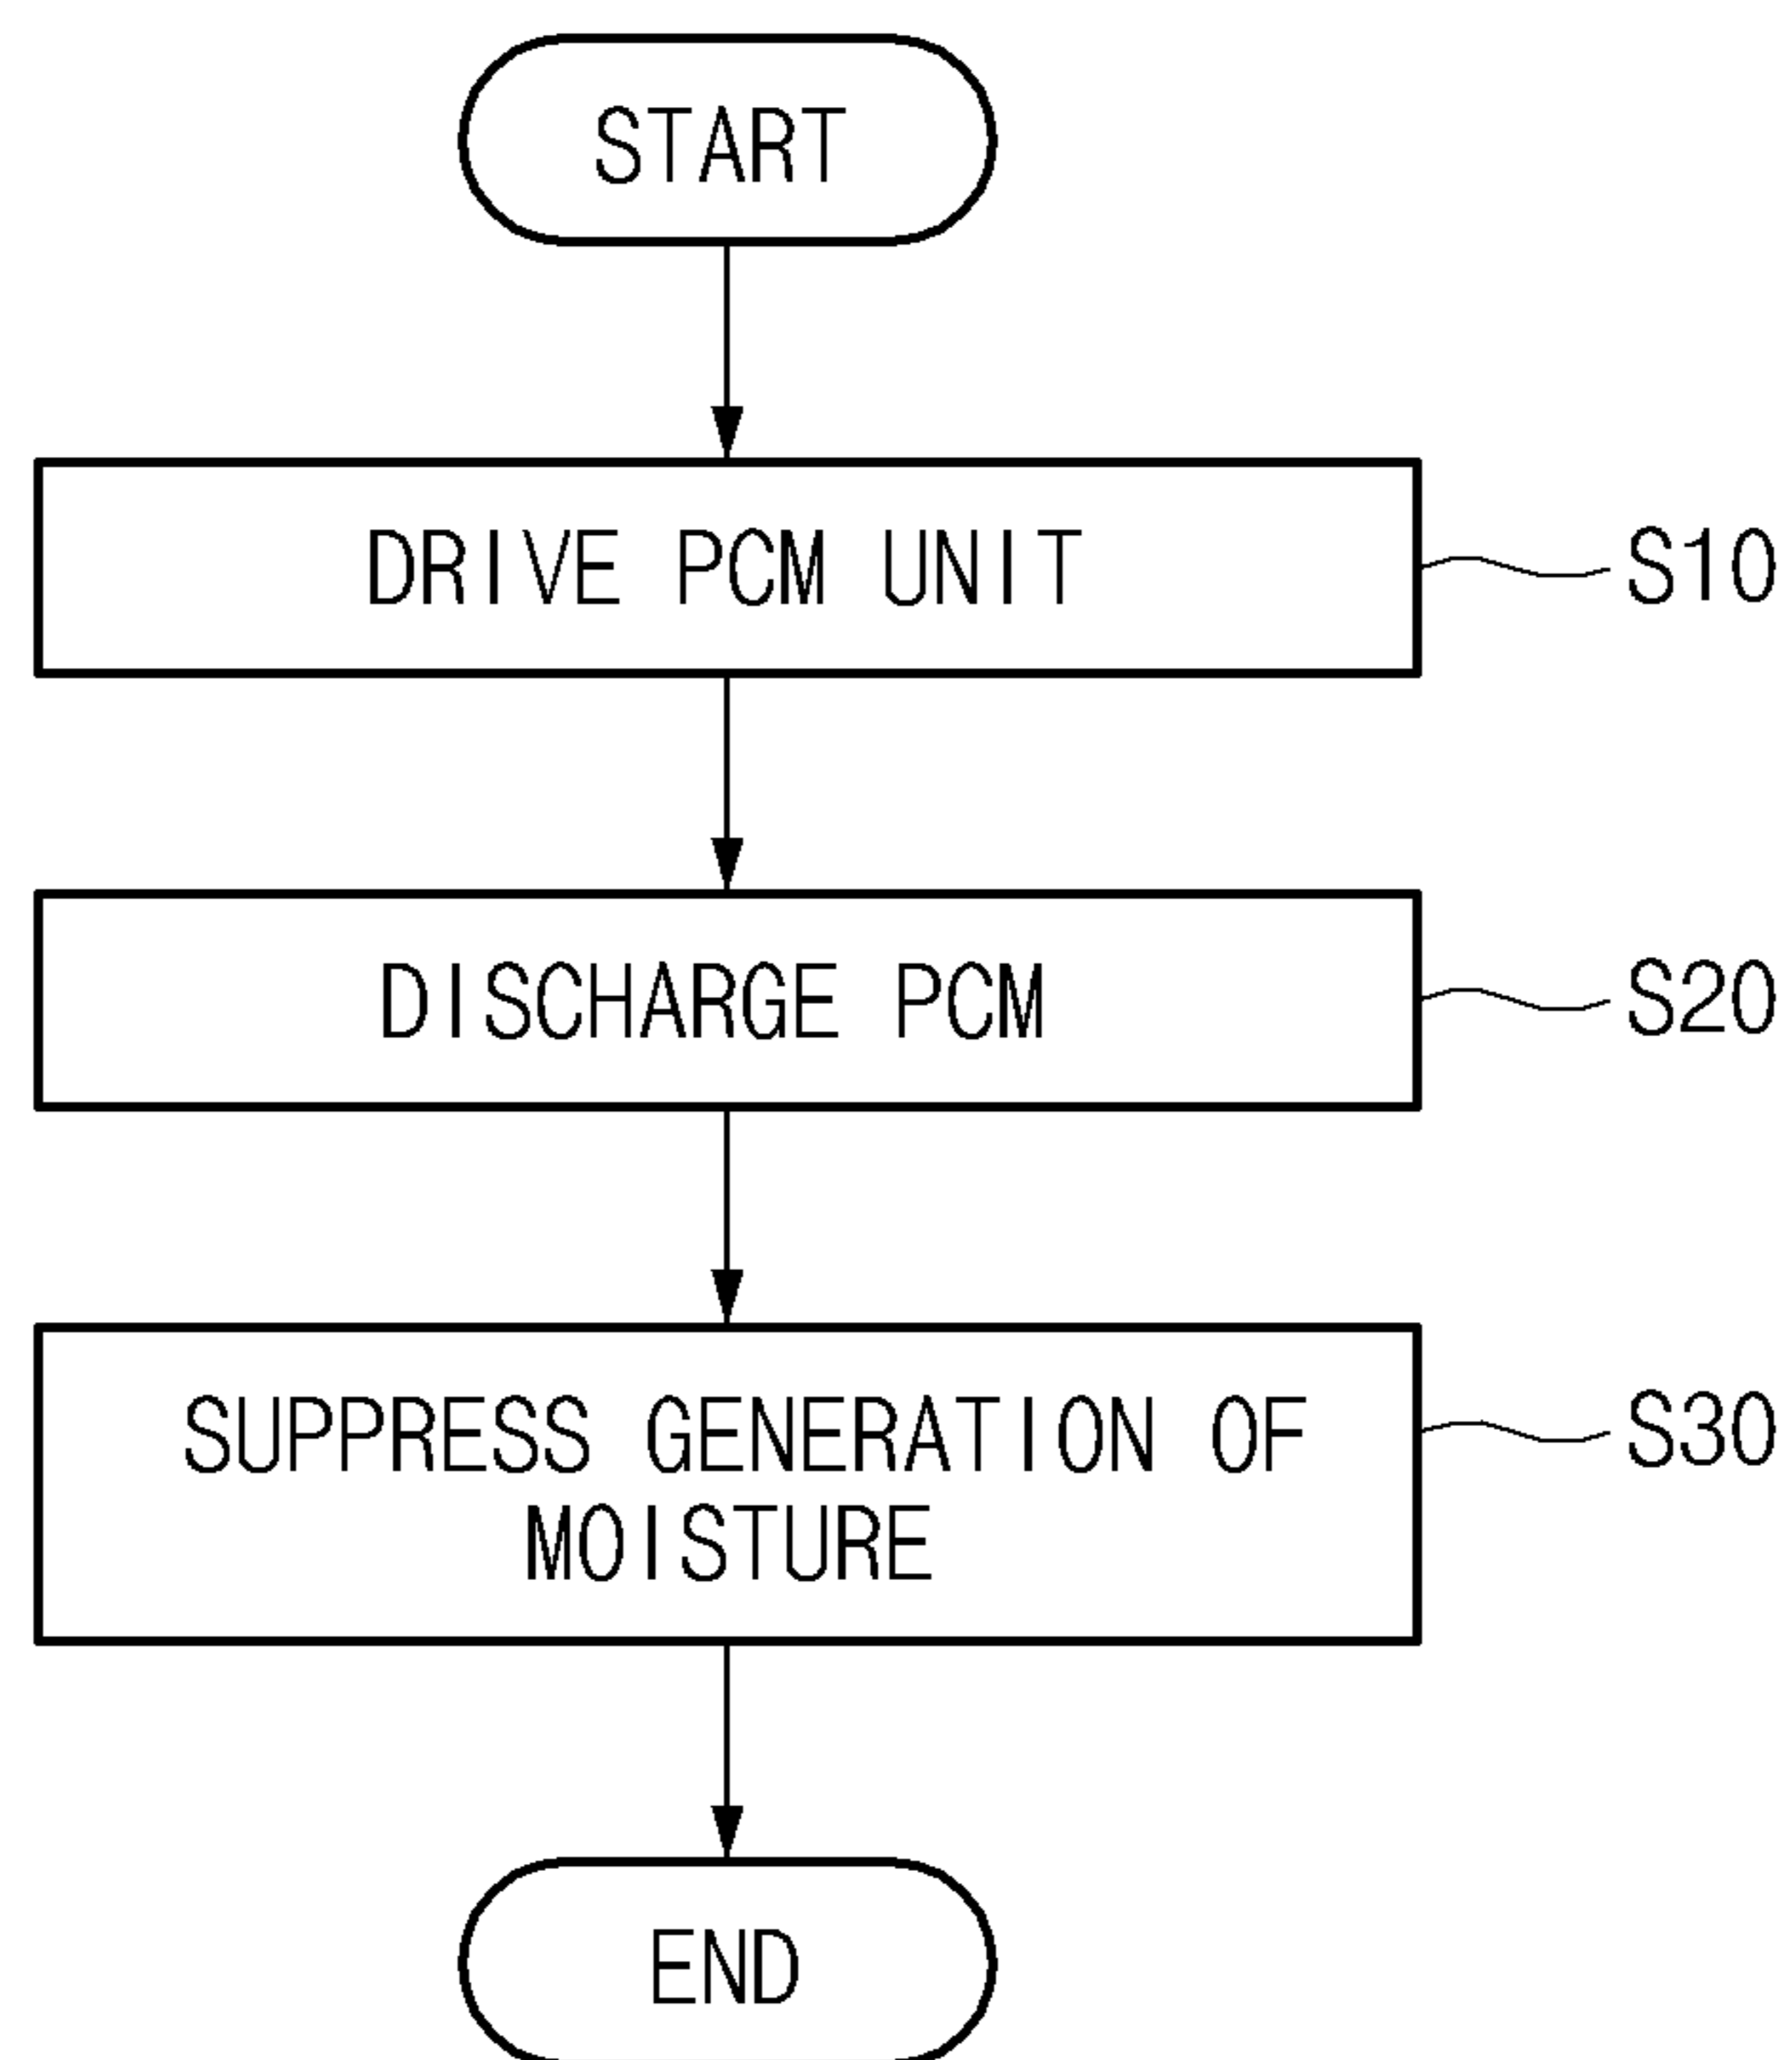 START
DRIVE PCM UNIT
S10
DISCHARGE PCM
S20
SUPPRESS GENERATION OF
MOISTURE
S30
END